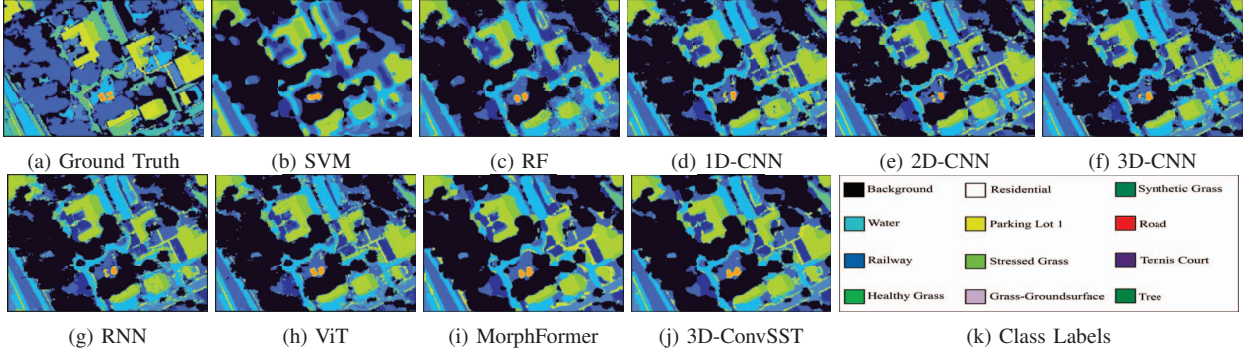 (a) Ground Truth
(b) SVM
(c) RF
(d) 1D-CNN
(e) 2D-CNN
(f) 3D-CNN
Background
Residential
Synthetic Grass
Water
Parking Lot 1
Road
Railway
Stressed Grass
Tennis Court
Healthy Grass
Grass-Groundsurface
Tree
(g) RNN
(h) ViT
(i) MorphFormer
(j) 3D-ConvSST
(k) Class Labels